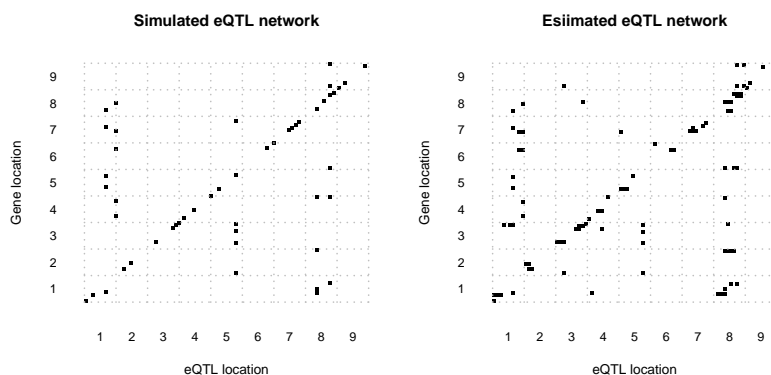 Simulated eQTL network
Esiimated eQTL network
Gene location
9
8
7
6
5
4
3
2
1
1 2 3 4 5 6 7 8 9
eQTL location
Gene location
9
8
7
6
5
4
3
2
1
1 2 3 4 5 6 7 8 9
eQTL location